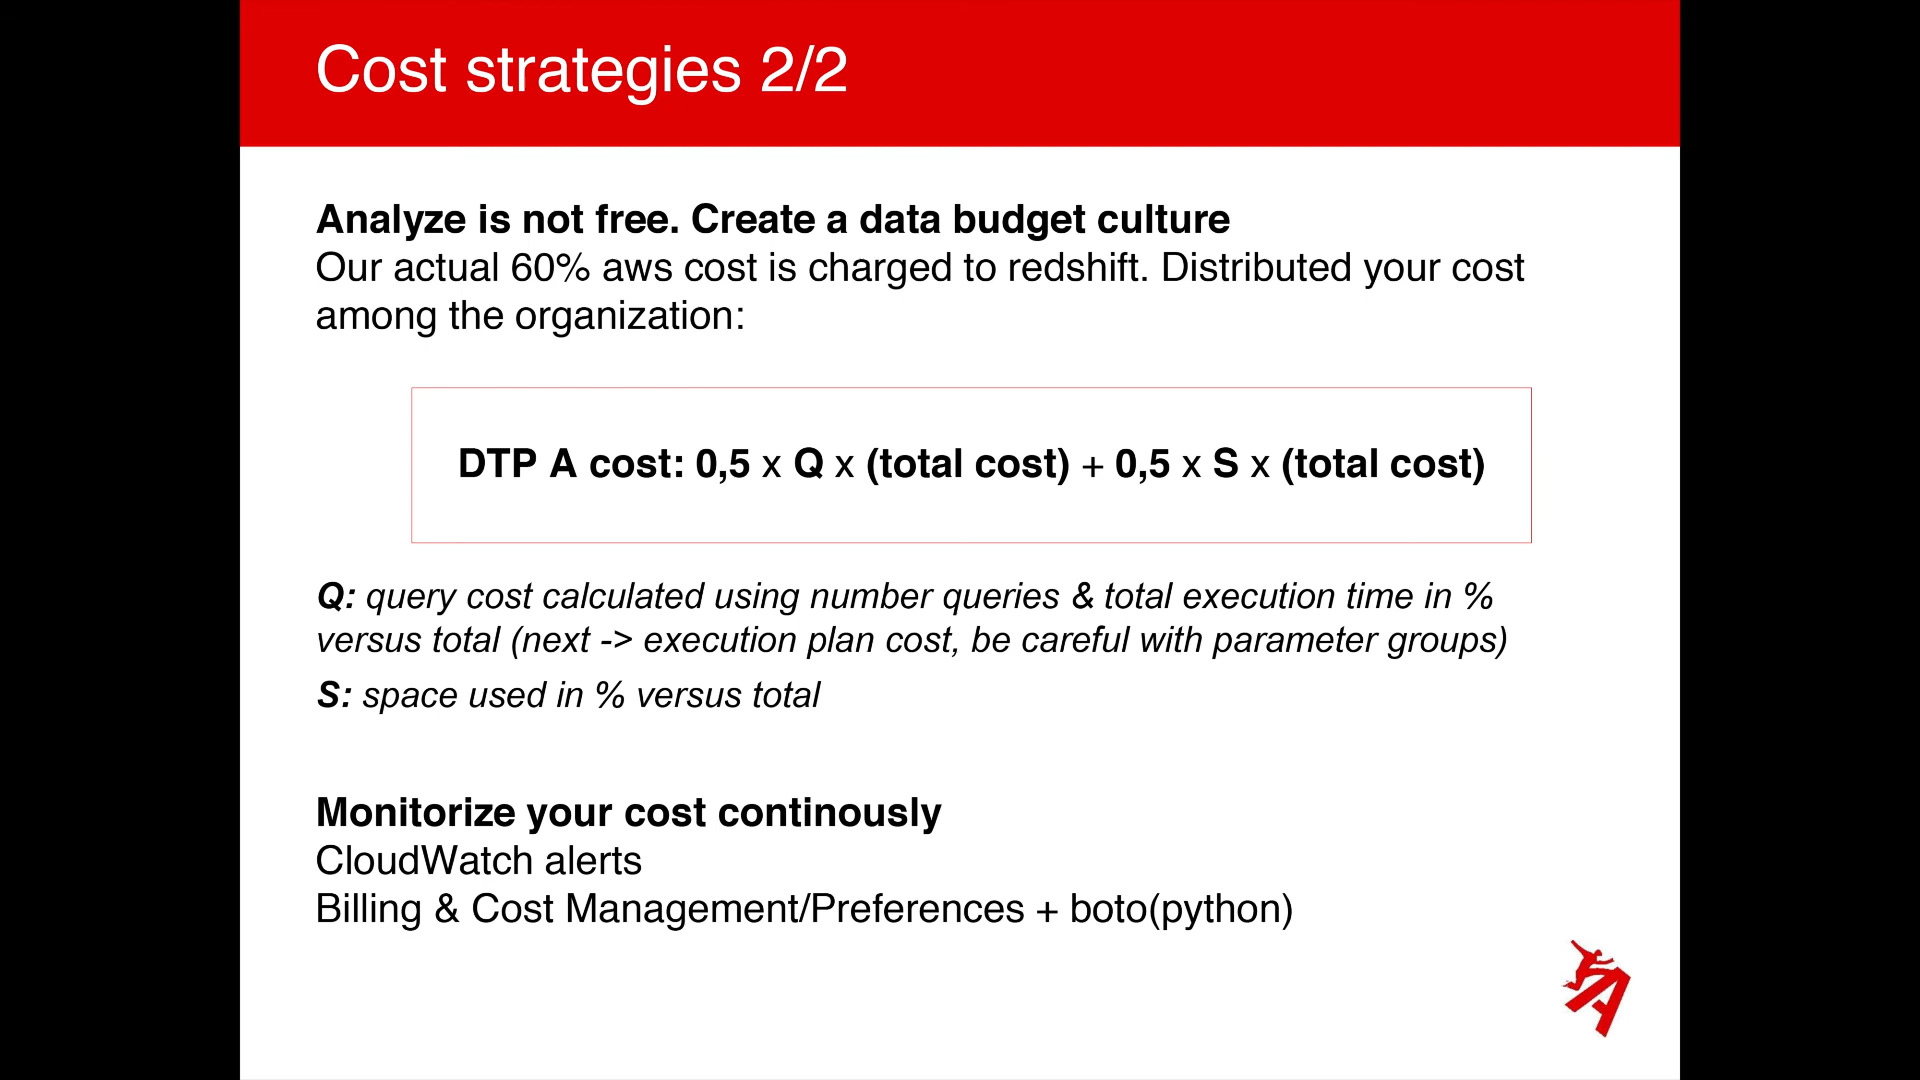 Cost strategies 2/2
Analyze is not free. Create a data budget culture
Our actual 60% aws cost is charged to redshift. Distributed your cost
among the organization:
DTP A cost: 0,5 x Q x (total cost) + 0,5 x S x (total cost)
Q: query cost calculated using number queries & total execution time in %
versus total (next -> execution plan cost, be careful with parameter groups)
S: space used in % versus total
Monitorize your cost continously
CloudWatch alerts
Billing & Cost Management/Preferences + boto(python)
A